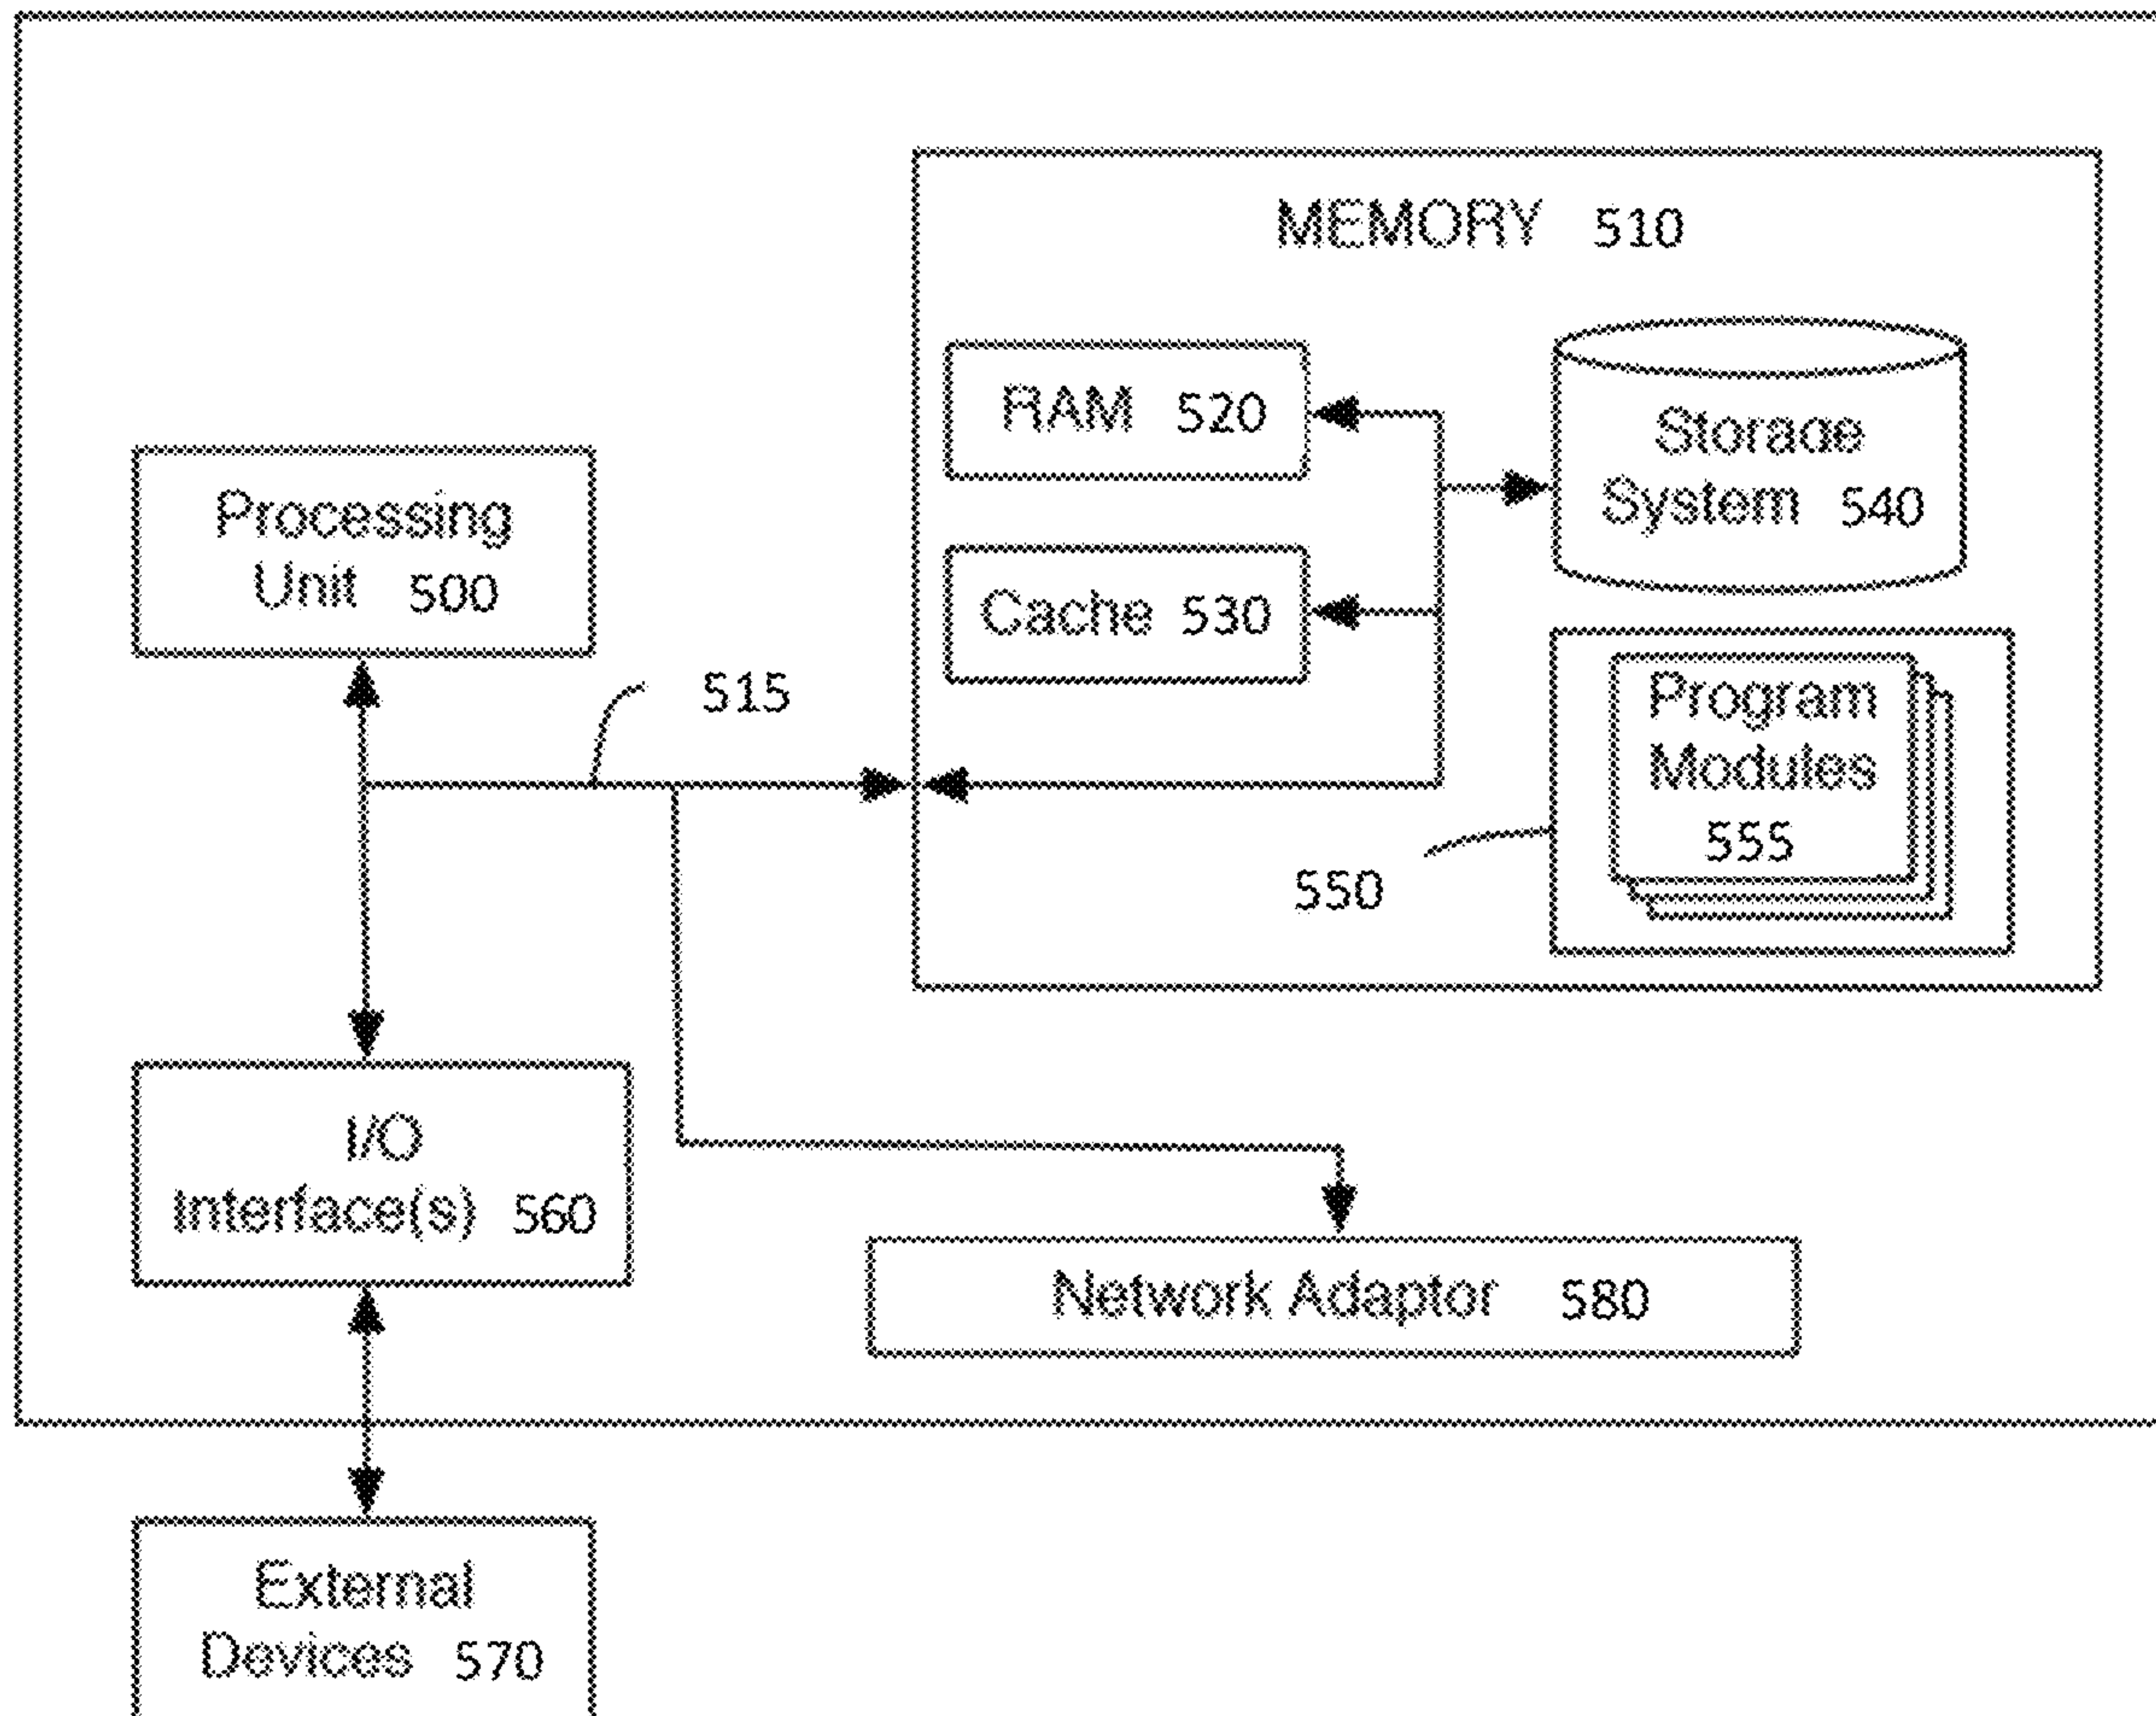 MEMORY 510
RAM 520
Storage
System 540
Processing
Unit 500
Cache 530
515
Program
Modules
555
550
I/O
Interface(s) 560
Network Adaptor 580
External
Devices 570